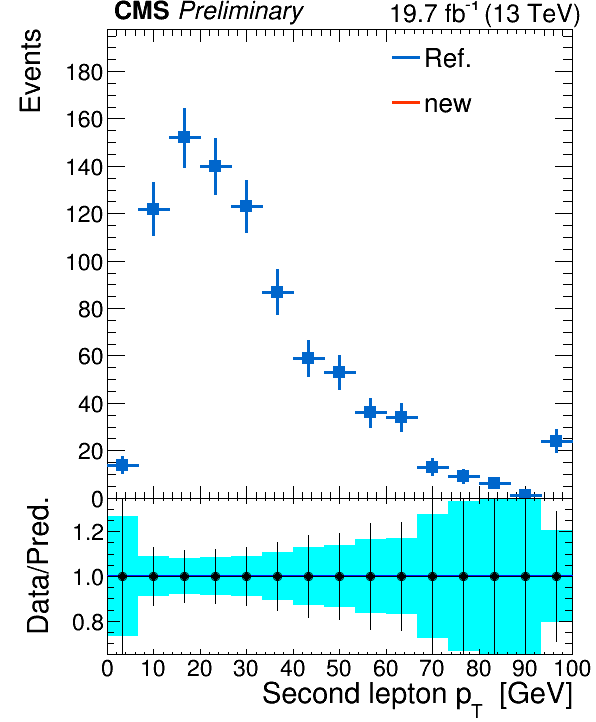 CMS Preliminary 19.7 fb⁻¹ (13 TeV)
Events
Ref.
new
180
160
140
120
100
80
60
40
20
0
Data/Pred.
1.2
1.0
0.8
0 10 20 30 40 50 60 70 80 90 100
Second lepton p_T [GeV]